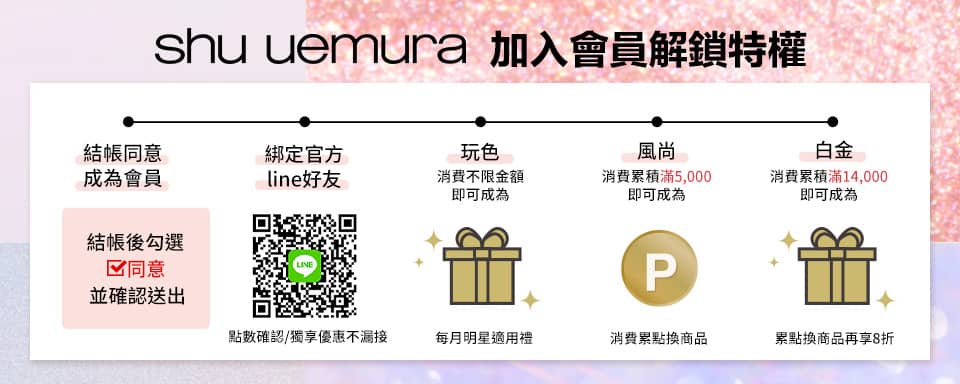 shu uemura 加入會員解鎖特權
結帳同意
成為會員
綁定官方
line好友
玩色
消費不限金額
即可成為
風尚
消費累積滿5,000
即可成為
白金
消費累積滿14,000
即可成為
結帳後勾選
同意
並確認送出
LINE
P
點數確認/獨享優惠不漏接
每月明星適用禮
消費累點換商品
累點換商品再享8折